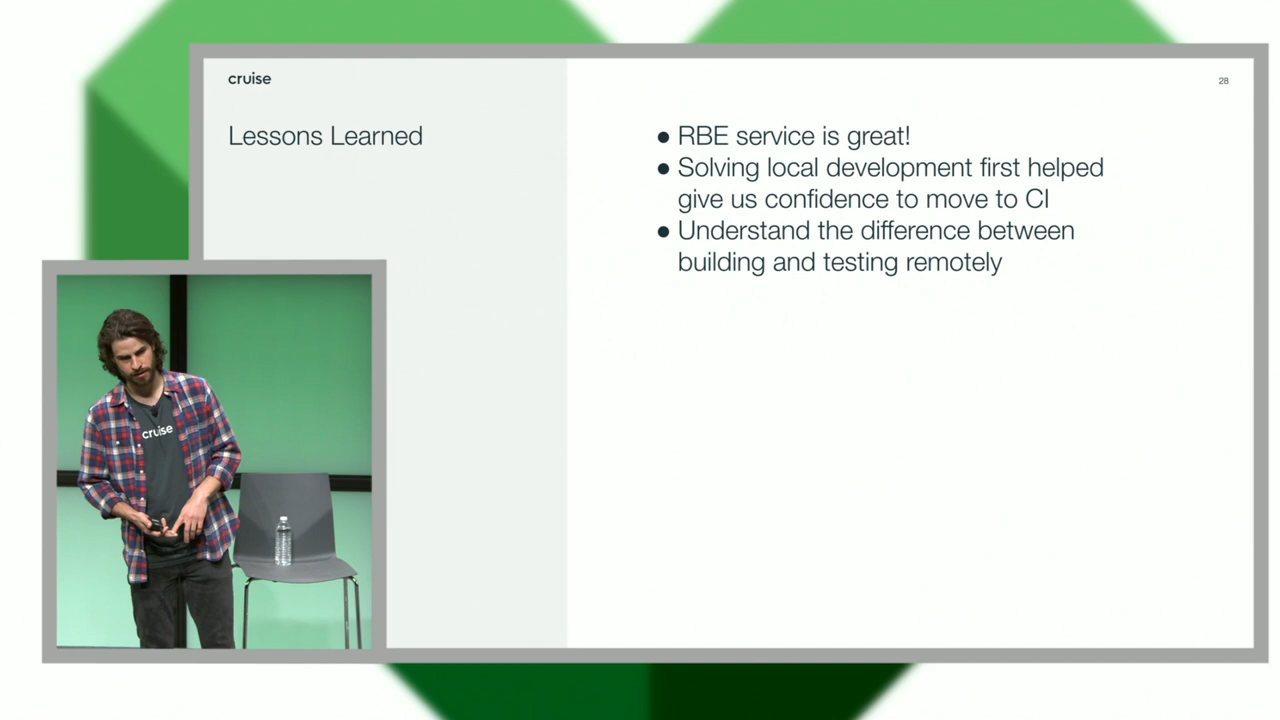 cruise
28
Lessons Learned
● RBE service is great!
● Solving local development first helped
give us confidence to move to CI
● Understand the difference between
building and testing remotely
cruise